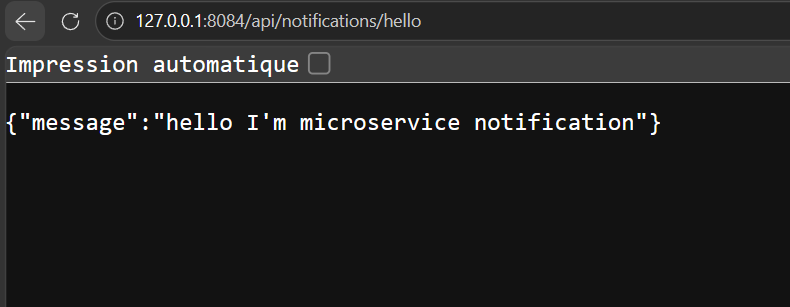 127.0.0.1:8084/api/notifications/hello
Impression automatique
{"message":"hello I'm microservice notification"}